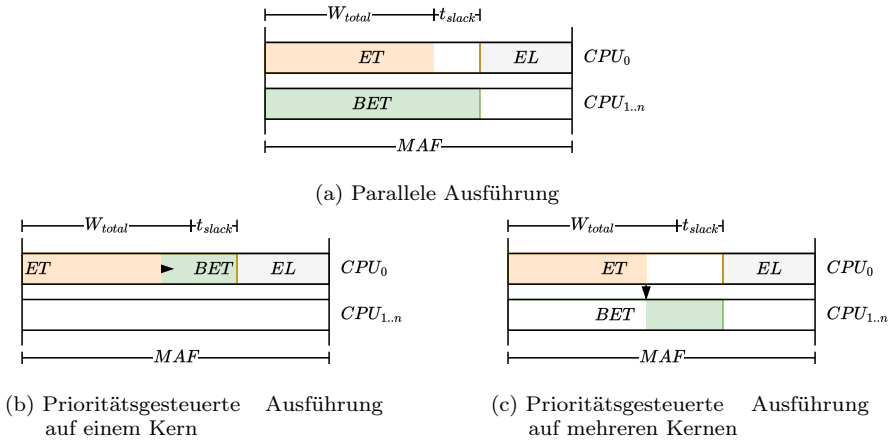 W_total t_slack
ET EL CPU_0
BET CPU_1..n
MAF
(a) Parallele Ausführung
W_total t_slack
ET BET EL CPU_0
CPU_1..n
MAF
(b) Prioritätsgesteuerte Ausführung
auf einem Kern
W_total t_slack
ET EL CPU_0
BET CPU_1..n
MAF
(c) Prioritätsgesteuerte Ausführung
auf mehreren Kernen